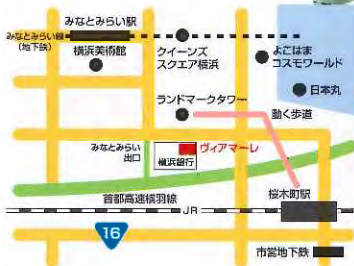 みなとみらい駅
みなとみらい線
(地下鉄)
横浜美術館
クイーンズ
スクエア横浜
よこはま
コスモワールド
日本丸
ランドマークタワー
動く歩道
みなとみらい
出口
ヴィアマーレ
横浜銀行
首都高速横羽線
桜木町駅
JR
16
市営地下鉄